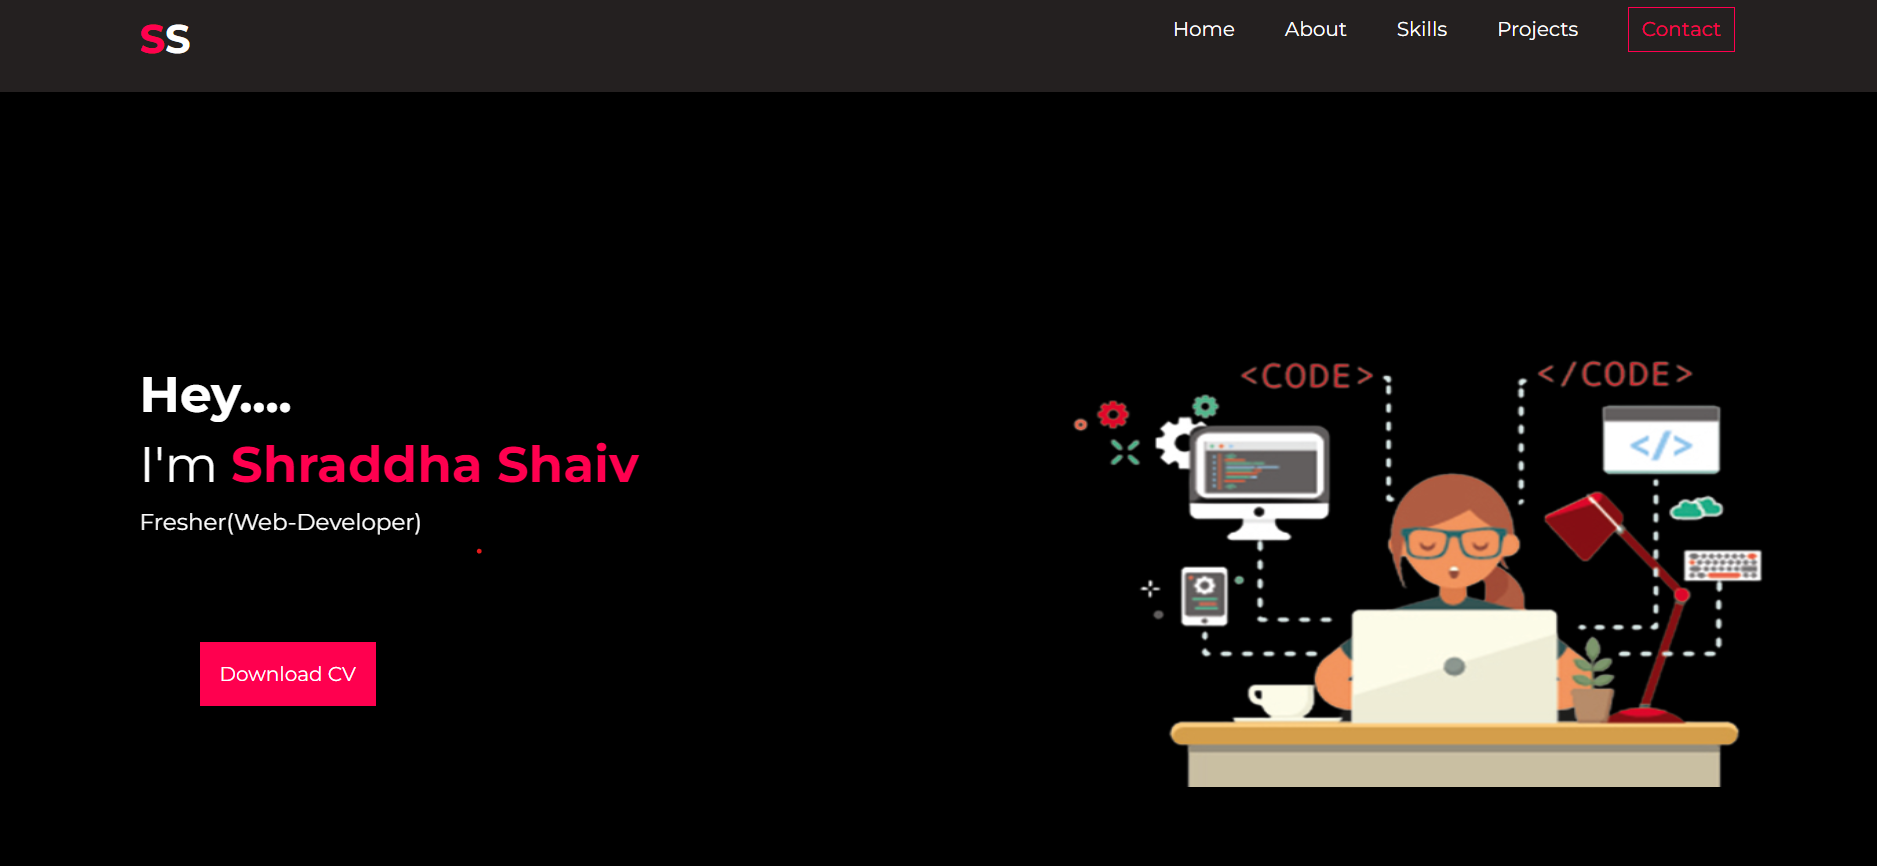 SS
Home About Skills Projects Contact
Hey....
I'm Shraddha Shaiv
Fresher(Web-Developer)
Download CV
<CODE>
</CODE>
</>